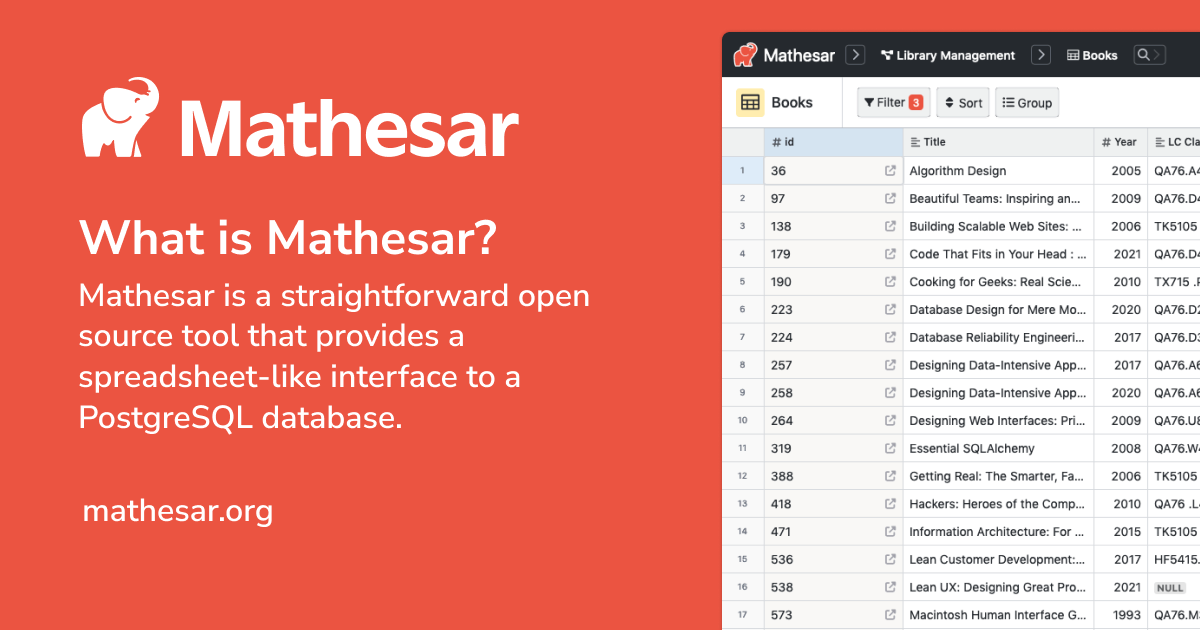 Mathesar
What is Mathesar?
Mathesar is a straightforward open
source tool that provides a
spreadsheet-like interface to a
PostgreSQL database.
mathesar.org
Mathesar Library Management Books
Books Filter 3 Sort Group
# id Title # Year LC Cla
1 36 Algorithm Design 2005 QA76.A4
2 97 Beautiful Teams: Inspiring an... 2009 QA76.D4
3 138 Building Scalable Web Sites: ... 2006 TK5105
4 179 Code That Fits in Your Head : ... 2021 QA76.D4
5 190 Cooking for Geeks: Real Scie... 2010 TX715 .P
6 223 Database Design for Mere Mo... 2020 QA76.D2
7 224 Database Reliability Engineeri... 2017 QA76.D3
8 257 Designing Data-Intensive App... 2017 QA76.A6
9 258 Designing Data-Intensive App... 2020 QA76.A6
10 264 Designing Web Interfaces: Pri... 2009 QA76.U8
11 319 Essential SQLAlchemy 2008 QA76.W4
12 388 Getting Real: The Smarter, Fa... 2006 TK5105
13 418 Hackers: Heroes of the Comp... 2010 QA76 .L4
14 471 Information Architecture: For ... 2015 TK5105
15 536 Lean Customer Development:... 2017 HF5415.
16 538 Lean UX: Designing Great Pro... 2021 NULL
17 573 Macintosh Human Interface G... 1993 QA76.M